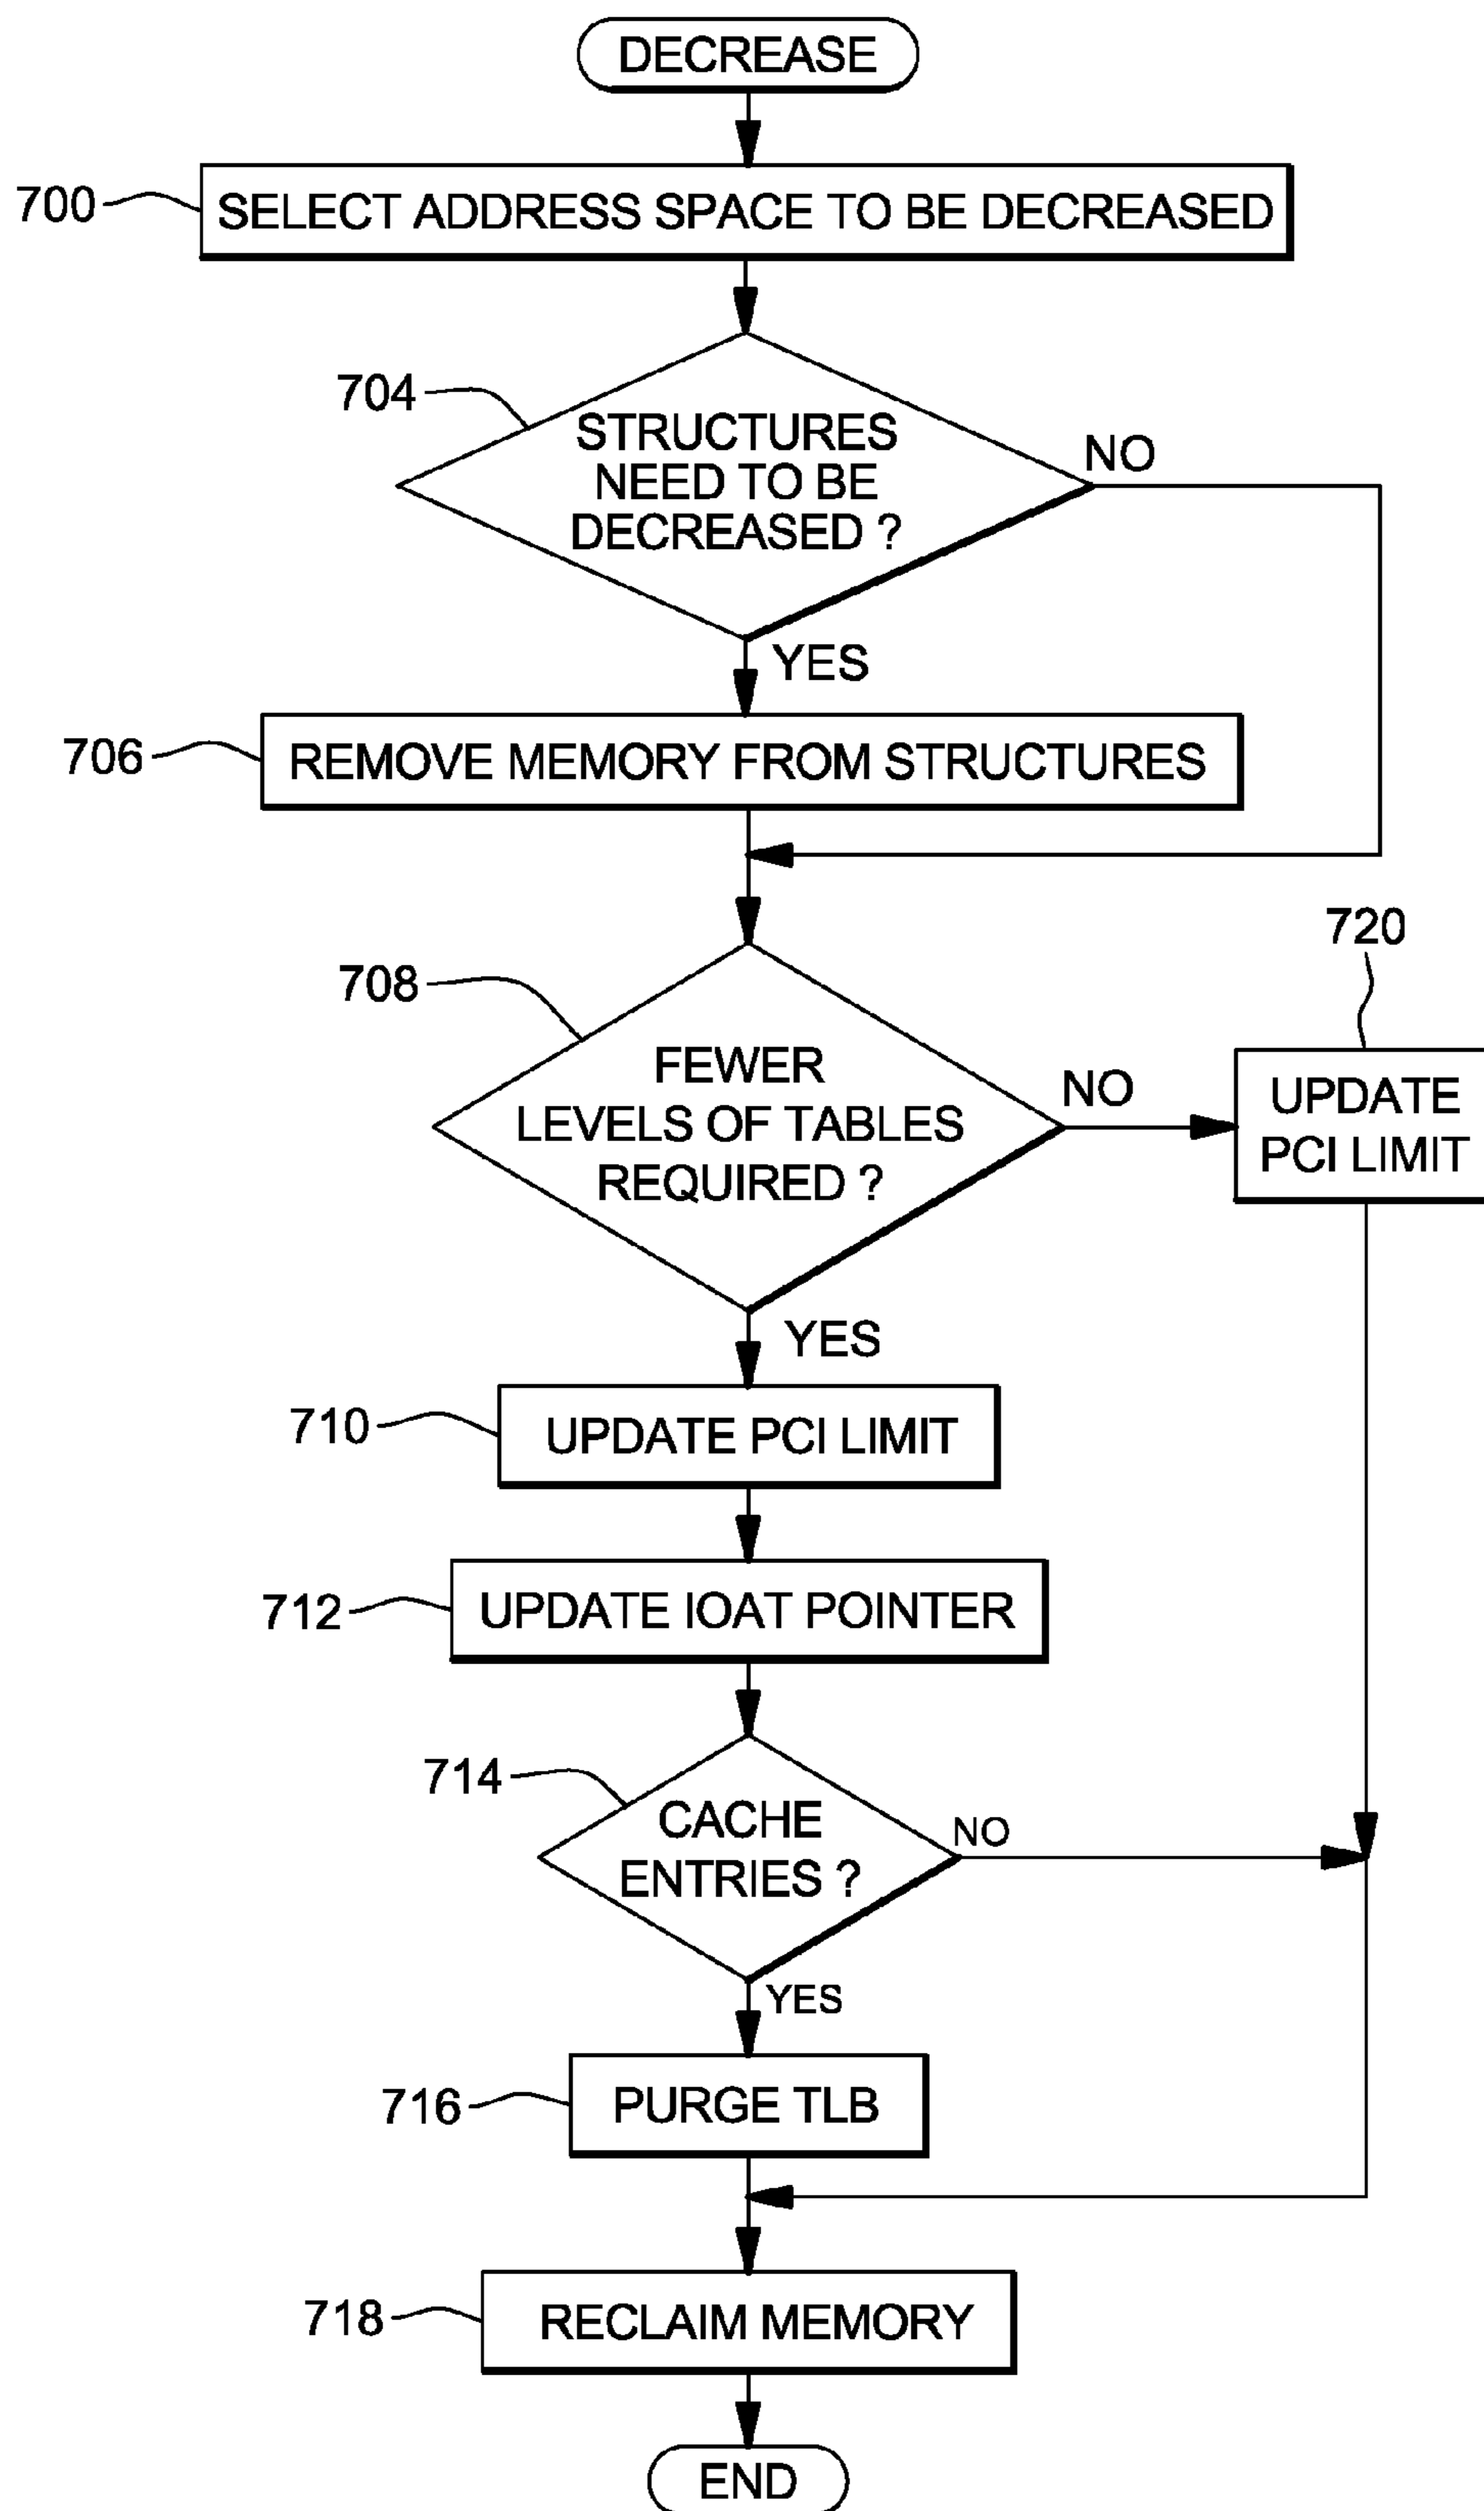 DECREASE
700
SELECT ADDRESS SPACE TO BE DECREASED
704
STRUCTURES
NEED TO BE
DECREASED ?
NO
YES
706
REMOVE MEMORY FROM STRUCTURES
720
708
FEWER
LEVELS OF TABLES
REQUIRED ?
NO
UPDATE
PCI LIMIT
YES
710
UPDATE PCI LIMIT
712
UPDATE IOAT POINTER
714
CACHE
ENTRIES ?
NO
YES
716
PURGE TLB
718
RECLAIM MEMORY
END